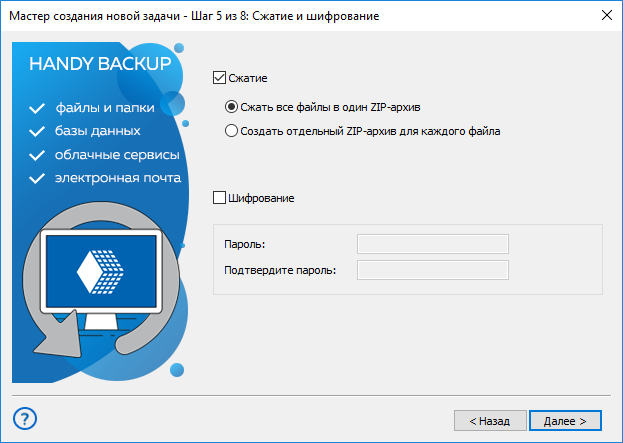 Мастер создания новой задачи - Шаг 5 из 8: Сжатие и шифрование
HANDY BACKUP
файлы и папки
базы данных
облачные сервисы
электронная почта
Сжатие
Сжать все файлы в один ZIP-архив
Создать отдельный ZIP-архив для каждого файла
Шифрование
Пароль:
Подтвердите пароль:
?
< Назад
Далее >